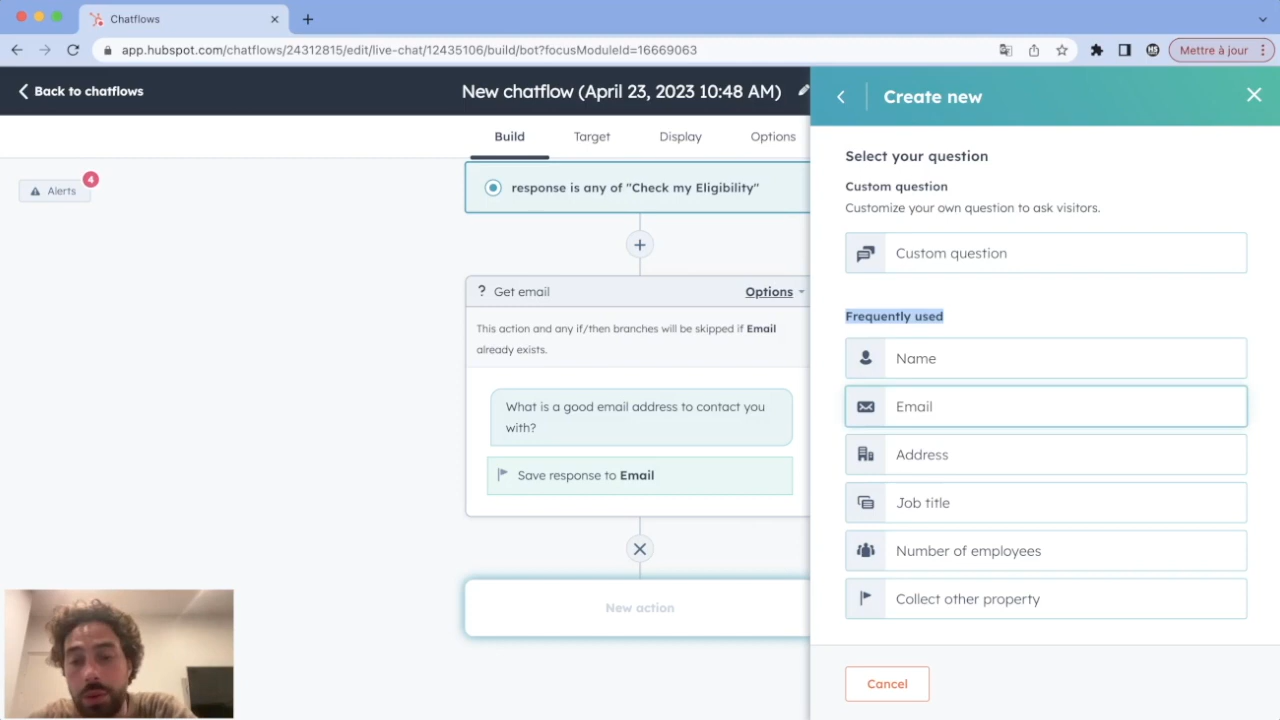 Chatflows
app.hubspot.com/chatflows/24312815/edit/live-chat/12435106/build/bot?focusModuleId=16669063
Mettre à jour
Back to chatflows
New chatflow (April 23, 2023 10:48 AM)
Build
Target
Display
Options
Alerts
4
response is any of "Check my Eligibility"
? Get email
Options
This action and any if/then branches will be skipped if Email
already exists.
What is a good email address to contact you
with?
Save response to Email
New action
Create new
Select your question
Custom question
Customize your own question to ask visitors.
Custom question
Frequently used
Name
Email
Address
Job title
Number of employees
Collect other property
Cancel